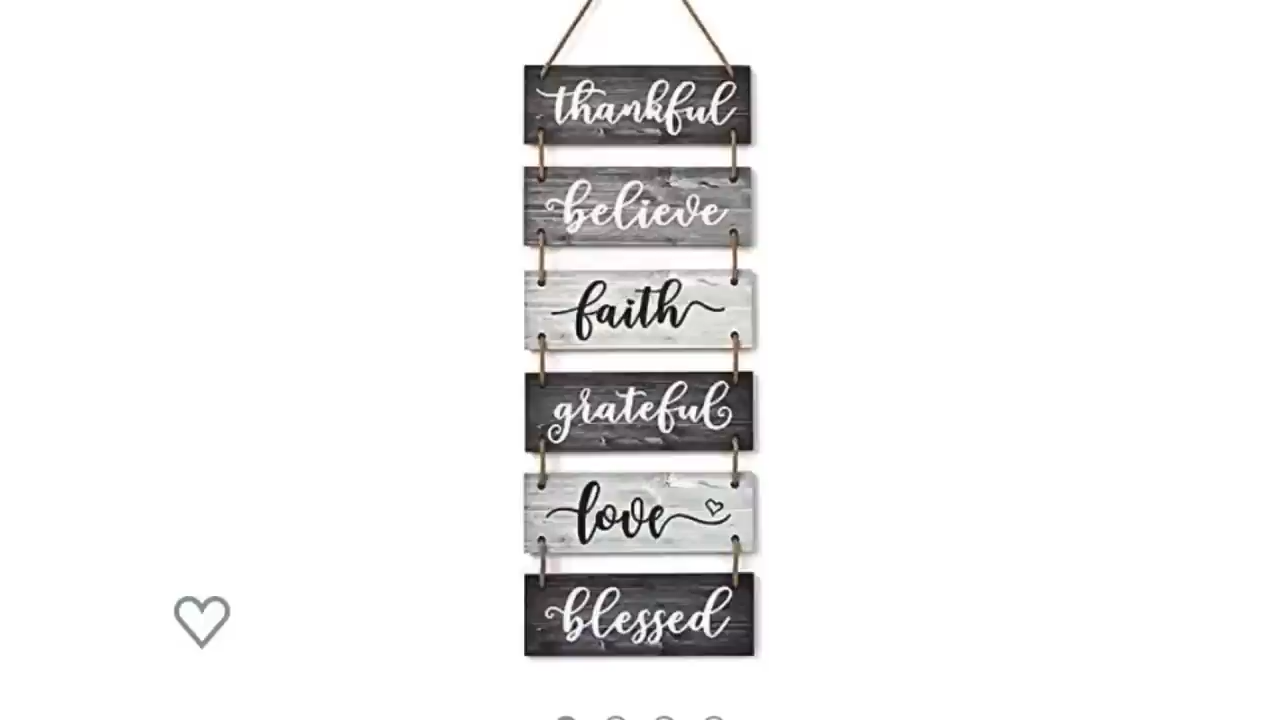 thankful
believe
faith
grateful
love
blessed